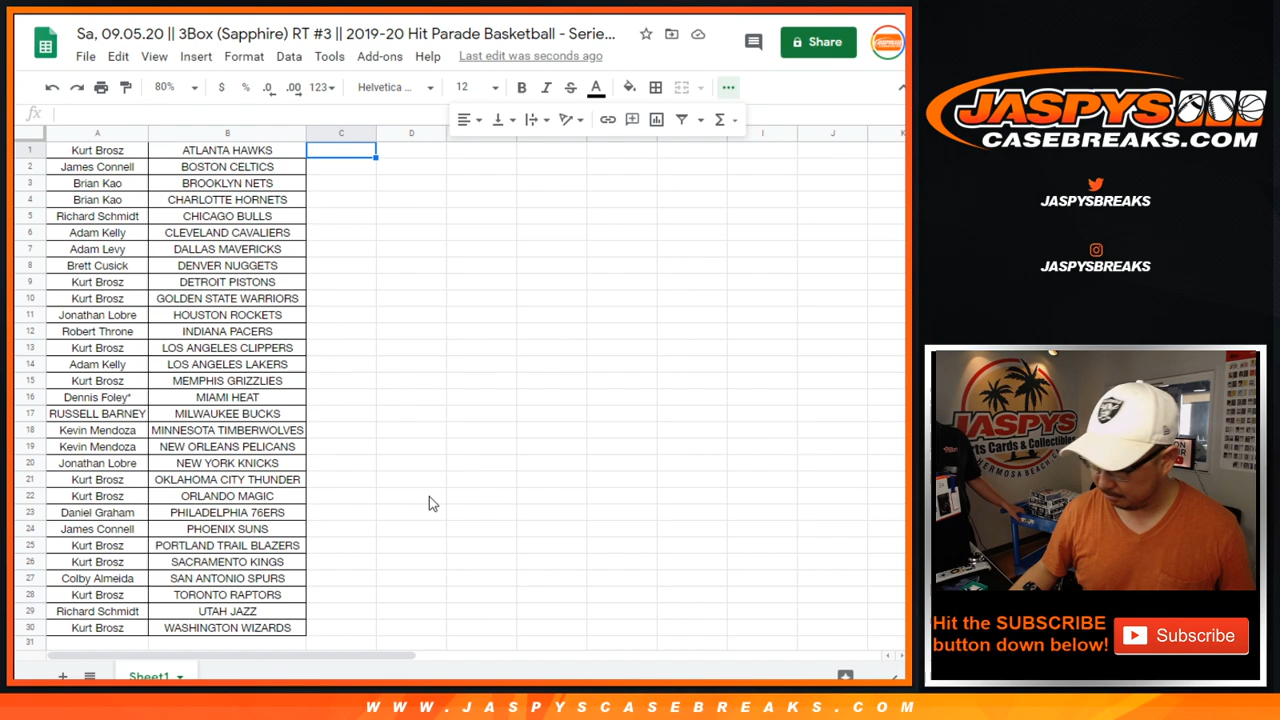 Sa, 09.05.20 || 3Box (Sapphire) RT #3 || 2019-20 Hit Parade Basketball - Serie...
Share
File Edit View Insert Format Data Tools Add-ons Help Last edit was seconds ago
80% $ % .0 .00 123 Helvetica ... 12 B I S A
fx
A B C D I J K
1 Kurt Brosz ATLANTA HAWKS
2 James Connell BOSTON CELTICS
3 Brian Kao BROOKLYN NETS
4 Brian Kao CHARLOTTE HORNETS
5 Richard Schmidt CHICAGO BULLS
6 Adam Kelly CLEVELAND CAVALIERS
7 Adam Levy DALLAS MAVERICKS
8 Brett Cusick DENVER NUGGETS
9 Kurt Brosz DETROIT PISTONS
10 Kurt Brosz GOLDEN STATE WARRIORS
11 Jonathan Lobre HOUSTON ROCKETS
12 Robert Throne INDIANA PACERS
13 Kurt Brosz LOS ANGELES CLIPPERS
14 Adam Kelly LOS ANGELES LAKERS
15 Kurt Brosz MEMPHIS GRIZZLIES
16 Dennis Foley* MIAMI HEAT
17 RUSSELL BARNEY MILWAUKEE BUCKS
18 Kevin Mendoza MINNESOTA TIMBERWOLVES
19 Kevin Mendoza NEW ORLEANS PELICANS
20 Jonathan Lobre NEW YORK KNICKS
21 Kurt Brosz OKLAHOMA CITY THUNDER
22 Kurt Brosz ORLANDO MAGIC
23 Daniel Graham PHILADELPHIA 76ERS
24 James Connell PHOENIX SUNS
25 Kurt Brosz PORTLAND TRAIL BLAZERS
26 Kurt Brosz SACRAMENTO KINGS
27 Colby Almeida SAN ANTONIO SPURS
28 Kurt Brosz TORONTO RAPTORS
29 Richard Schmidt UTAH JAZZ
30 Kurt Brosz WASHINGTON WIZARDS
31
Sheet1
JASPYS
CASEBREAKS.COM
JASPYSBREAKS
JASPYSBREAKS
JASPYS
rts Cards & Collectibles
HERMOSA BEACH, CA
Hit the SUBSCRIBE
button down below!
Subscribe
WWW.JASPYSCASEBREAKS.COM